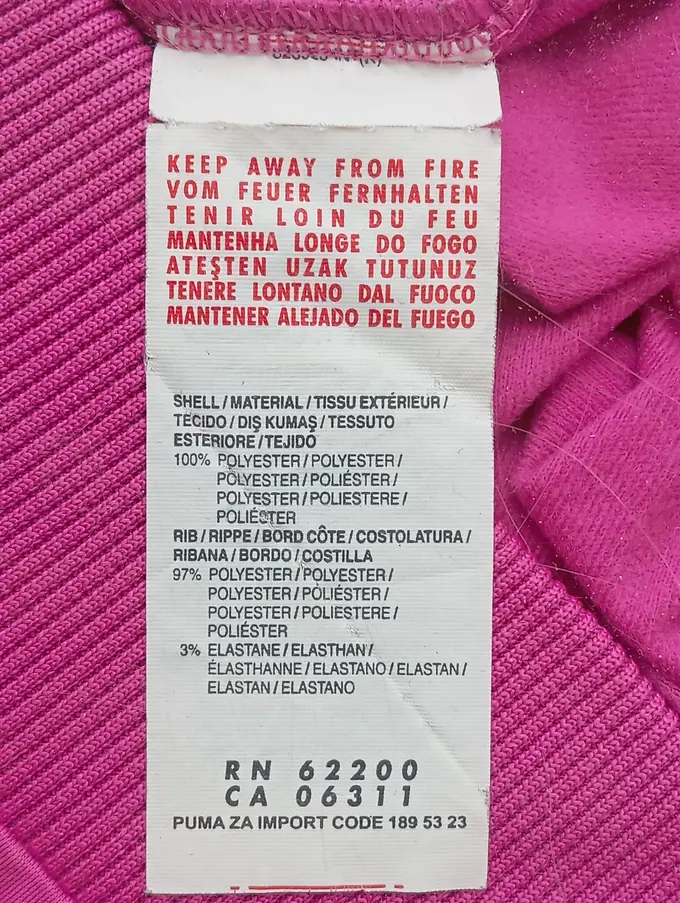 KEEP AWAY FROM FIRE
VOM FEUER FERNHALTEN
TENIR LOIN DU FEU
MANTENHA LONGE DO FOGO
ATEŞTEN UZAK TUTUNUZ
TENERE LONTANO DAL FUOCO
MANTENER ALEJADO DEL FUEGO
SHELL / MATERIAL / TISSU EXTÉRIEUR /
TECIDO / DIŞ KUMAŞ / TESSUTO
ESTERIORE / TEJIDO
100% POLYESTER / POLYESTER /
POLYESTER / POLIÉSTER /
POLYESTER / POLIESTERE /
POLIÉSTER
RIB / RIPPE / BORD CÔTE / COSTOLATURA /
RIBANA / BORDO / COSTILLA
97% POLYESTER / POLYESTER /
POLYESTER / POLIÉSTER /
POLYESTER / POLIESTERE /
POLIÉSTER
3% ELASTANE / ELASTHAN /
ÉLASTHANNE / ELASTANO / ELASTAN /
ELASTAN / ELASTANO
RN 62200
CA 06311
PUMA ZA IMPORT CODE 189 53 23